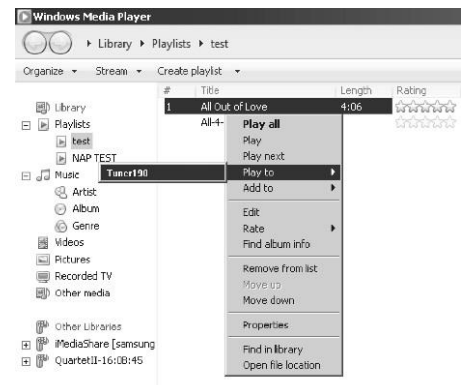 Windows Media Player
Library Playlists test
Organize Stream Create playlist
# Title Length Rating
Library
Playlists
test
NAP TEST
Music
Artist
Album
Genre
Videos
Pictures
Recorded TV
Other media
Other Libraries
iMediaShare [samsung
QuartetII-16:0B:45
1 All Out of Love 4:06
All-4-
Play all
Play
Play next
Play to
Add to
Edit
Rate
Find album info
Remove from list
Move up
Move down
Properties
Find in library
Open file location
Tuner190